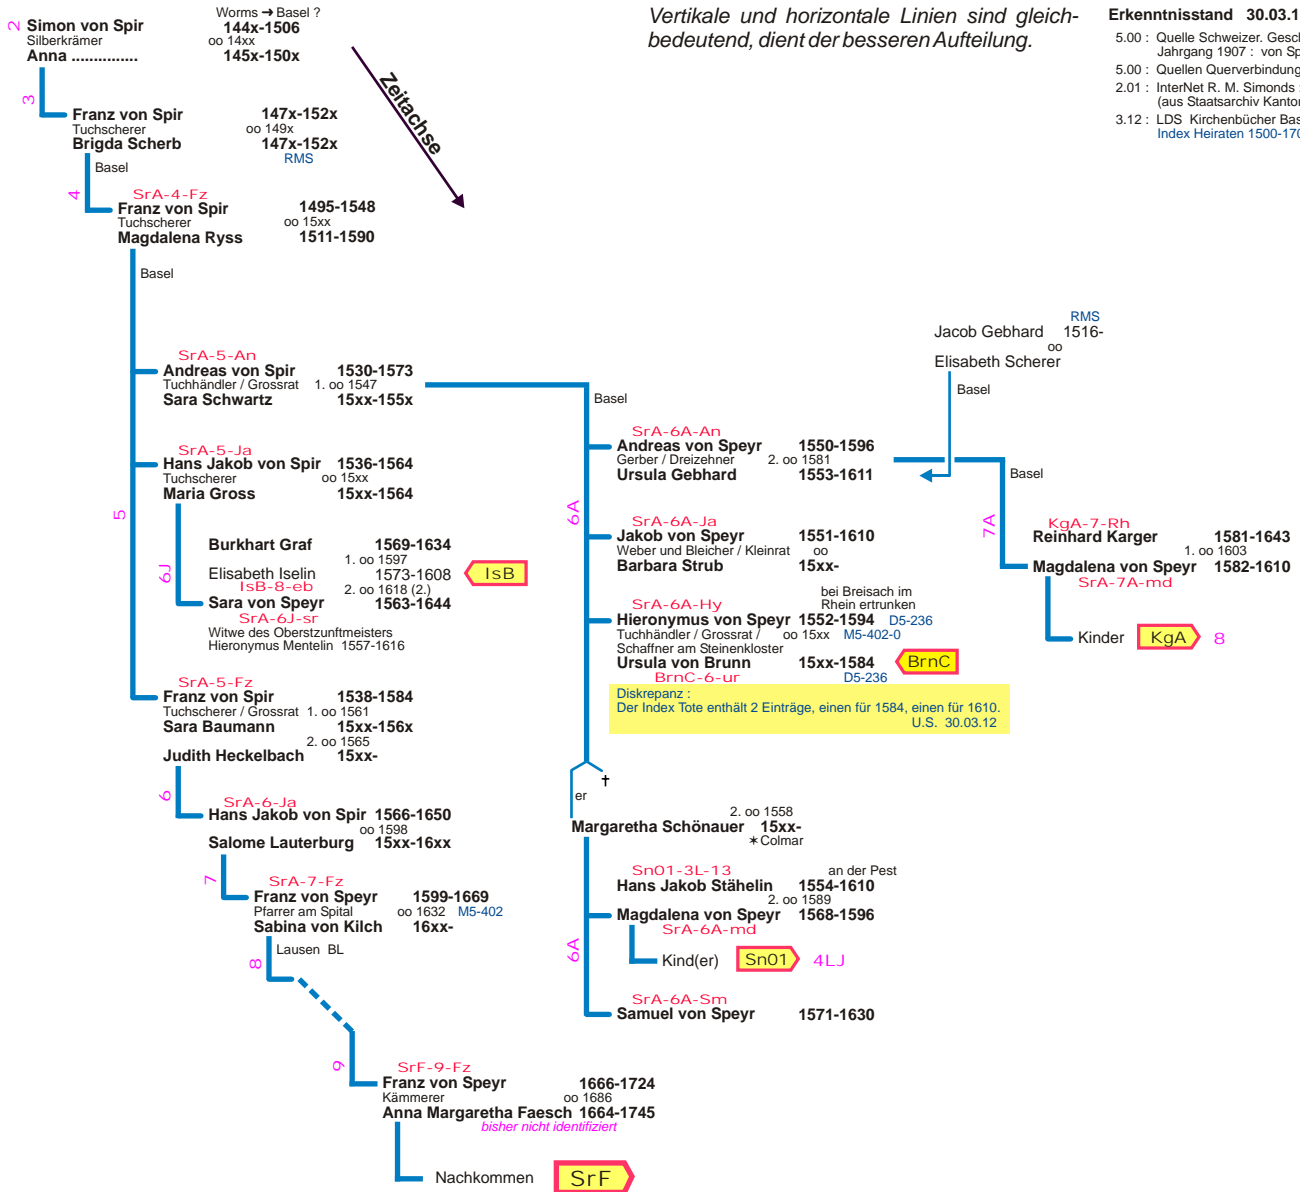 Worms → Basel ?
2 Simon von Spir 144x-1506
Silberkrämer oo 14xx
Anna ............... 145x-150x
Vertikale und horizontale Linien sind gleich-
bedeutend, dient der besseren Aufteilung.
Erkenntnisstand 30.03.1
5.00 : Quelle Schweizer. Gesch
Jahrgang 1907 : von Sp
5.00 : Quellen Querverbindung
2.01 : InterNet R. M. Simonds :
(aus Staatsarchiv Kanton
3.12 : LDS Kirchenbücher Bas
Index Heiraten 1500-170
Zeitachse
3
Franz von Spir 147x-152x
Tuchscherer oo 149x
Brigda Scherb 147x-152x
RMS
Basel
4
SrA-4-Fz
Franz von Spir 1495-1548
Tuchscherer oo 15xx
Magdalena Ryss 1511-1590
Basel
5
SrA-5-An
Andreas von Spir 1530-1573
Tuchhändler / Grossrat 1. oo 1547
Sara Schwartz 15xx-155x
SrA-5-Ja
Hans Jakob von Spir 1536-1564
Tuchscherer oo 15xx
Maria Gross 15xx-1564
6J
Burkhart Graf 1569-1634
1. oo 1597
Elisabeth Iselin 1573-1608 IsB
IsB-8-eb 2. oo 1618 (2.)
Sara von Speyr 1563-1644
SrA-6J-sr
Witwe des Oberstzunftmeisters
Hieronymus Mentelin 1557-1616
SrA-5-Fz
Franz von Spir 1538-1584
Tuchscherer / Grossrat 1. oo 1561
Sara Baumann 15xx-156x
2. oo 1565
Judith Heckelbach 15xx-
6
SrA-6-Ja
Hans Jakob von Spir 1566-1650
oo 1598
Salome Lauterburg 15xx-16xx
7
SrA-7-Fz
Franz von Speyr 1599-1669
Pfarrer am Spital oo 1632 M5-402
Sabina von Kilch 16xx-
8
Lausen BL
9
SrF-9-Fz
Franz von Speyr 1666-1724
Kämmerer oo 1686
Anna Margaretha Faesch 1664-1745
bisher nicht identifiziert
Nachkommen SrF
Basel
6A
SrA-6A-An
Andreas von Speyr 1550-1596
Gerber / Dreizehner 2. oo 1581
Ursula Gebhard 1553-1611
SrA-6A-Ja
Jakob von Speyr 1551-1610
Weber und Bleicher / Kleinrat oo
Barbara Strub 15xx-
bei Breisach im
Rhein ertrunken
SrA-6A-Hy
Hieronymus von Speyr 1552-1594 D5-236
Tuchhändler / Grossrat / oo 15xx M5-402-0
Schaffner am Steinenkloster
Ursula von Brunn 15xx-1584 BrnC
BrnC-6-ur D5-236
Diskrepanz :
Der Index Tote enthält 2 Einträge, einen für 1584, einen für 1610.
U.S. 30.03.12
†
er
2. oo 1558
Margaretha Schönauer 15xx-
✶Colmar
6A
Sn01-3L-13 an der Pest
Hans Jakob Stähelin 1554-1610
2. oo 1589
Magdalena von Speyr 1568-1596
SrA-6A-md
Kind(er) Sn01 4LJ
SrA-6A-Sm
Samuel von Speyr 1571-1630
RMS
Jacob Gebhard 1516-
oo
Elisabeth Scherer
Basel
Basel
7A
KgA-7-Rh
Reinhard Karger 1581-1643
1. oo 1603
Magdalena von Speyr 1582-1610
SrA-7A-md
Kinder KgA 8